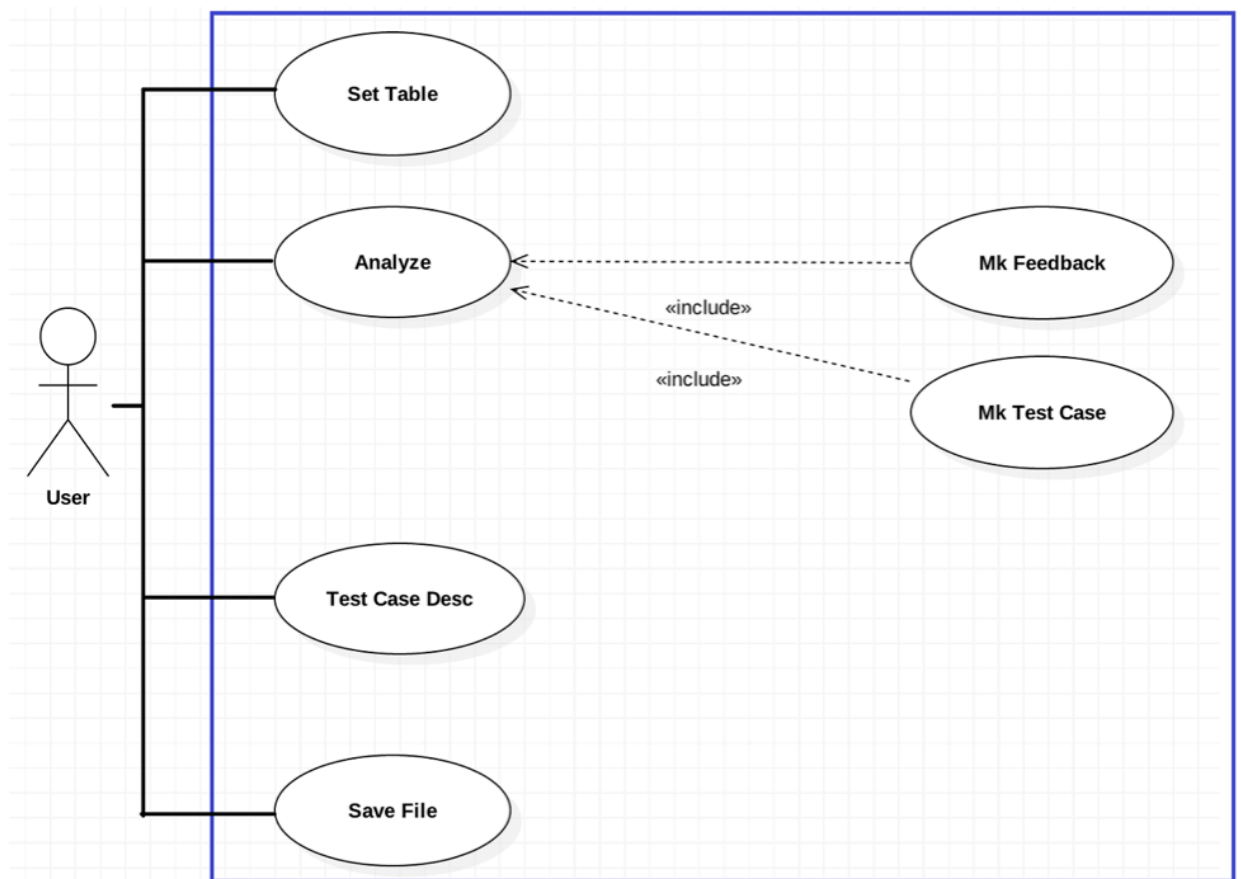 Set Table
Analyze
Mk Feedback
«include»
«include»
Mk Test Case
User
Test Case Desc
Save File